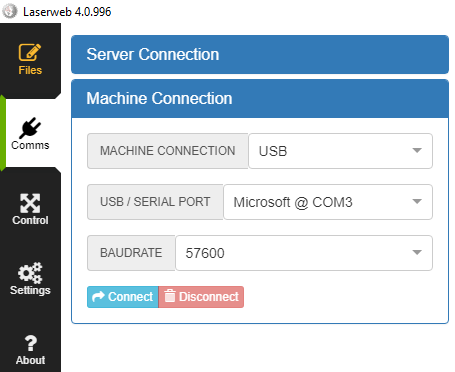 Laserweb 4.0.996
Files
Comms
Control
Settings
About
Server Connection
Machine Connection
MACHINE CONNECTION USB
USB / SERIAL PORT Microsoft @ COM3
BAUDRATE 57600
Connect Disconnect